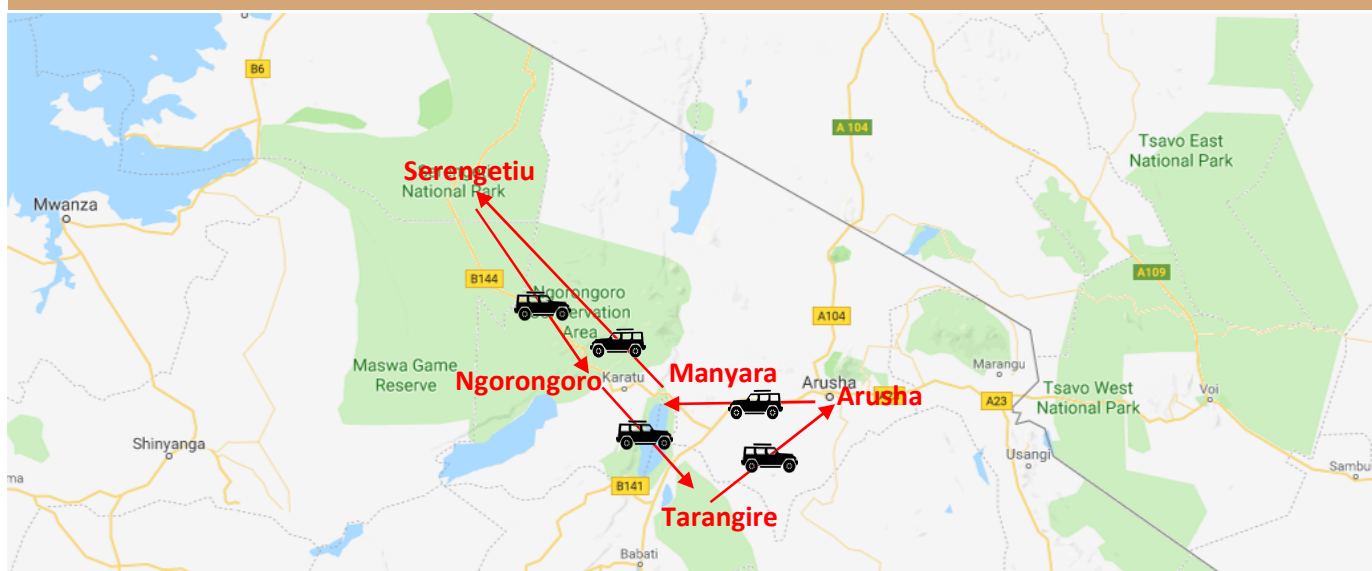 B6
A 104
Tsavo East
National Park
Serengetiu
National Park
Mwanza
B144
A109
Ngorongoro
Conservation
Area
A104
Maswa Game
Reserve
Marangu
Ngorongoro
Karatu
Manyara
Arusha
Arusha
A23
Tsavo West
National Park
Voi
Shinyanga
Usangi
Sambu
ma
B141
Tarangire
Babati